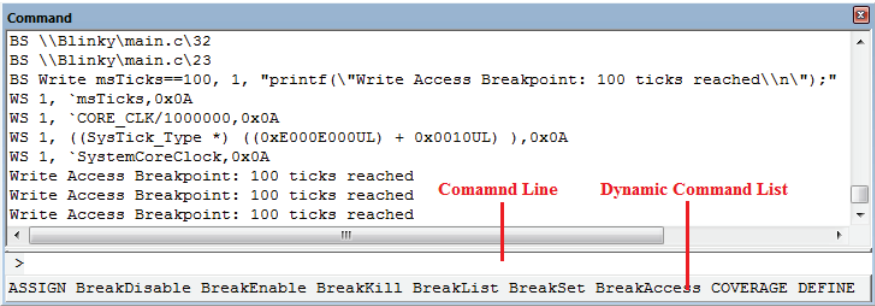 Command
BS \\Blinky\main.c\32
BS \\Blinky\main.c\23
BS Write msTicks==100, 1, "printf(\"Write Access Breakpoint: 100 ticks reached\\n\");"
WS 1, `msTicks,0x0A
WS 1, `CORE_CLK/1000000,0x0A
WS 1, ((SysTick_Type *) ((0xE000E000UL) + 0x0010UL) ),0x0A
WS 1, `SystemCoreClock,0x0A
Write Access Breakpoint: 100 ticks reached
Write Access Breakpoint: 100 ticks reached
Write Access Breakpoint: 100 ticks reached
Comamnd Line
Dynamic Command List
>
ASSIGN BreakDisable BreakEnable BreakKill BreakList BreakSet BreakAccess COVERAGE DEFINE